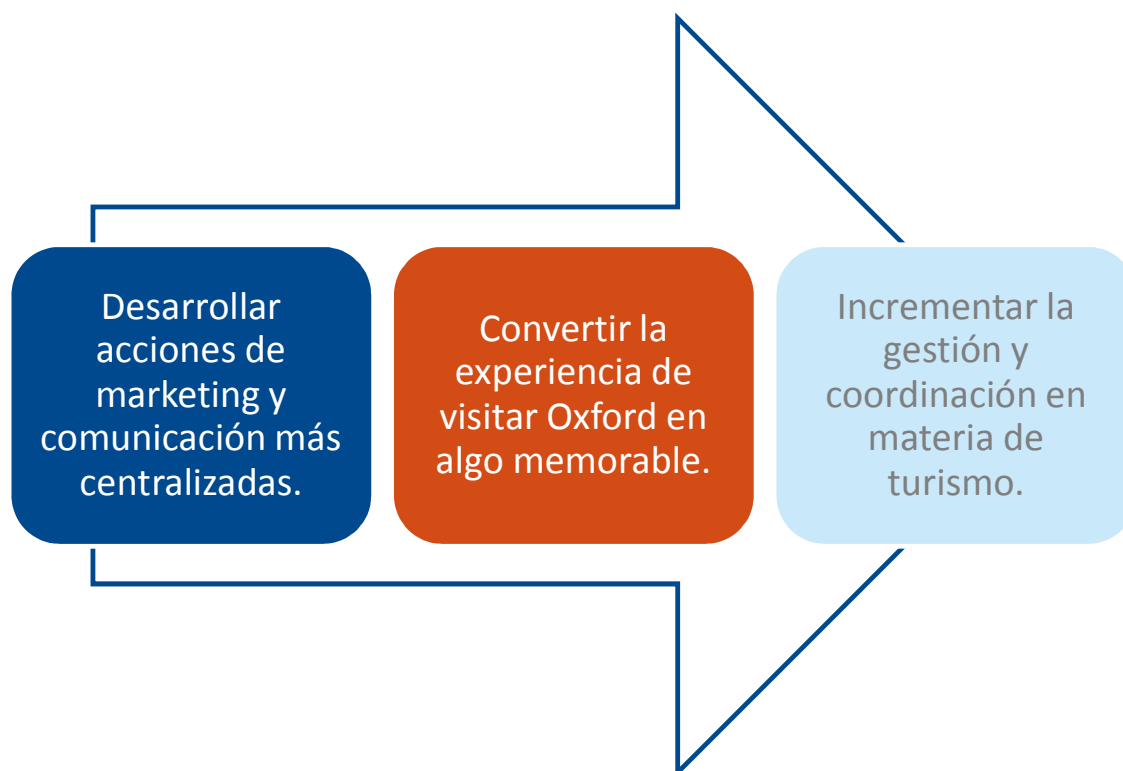 Desarrollar
acciones de
marketing y
comunicación más
centralizadas.
Convertir la
experiencia de
visitar Oxford en
algo memorable.
Incrementar la
gestión y
coordinación en
materia de
turismo.